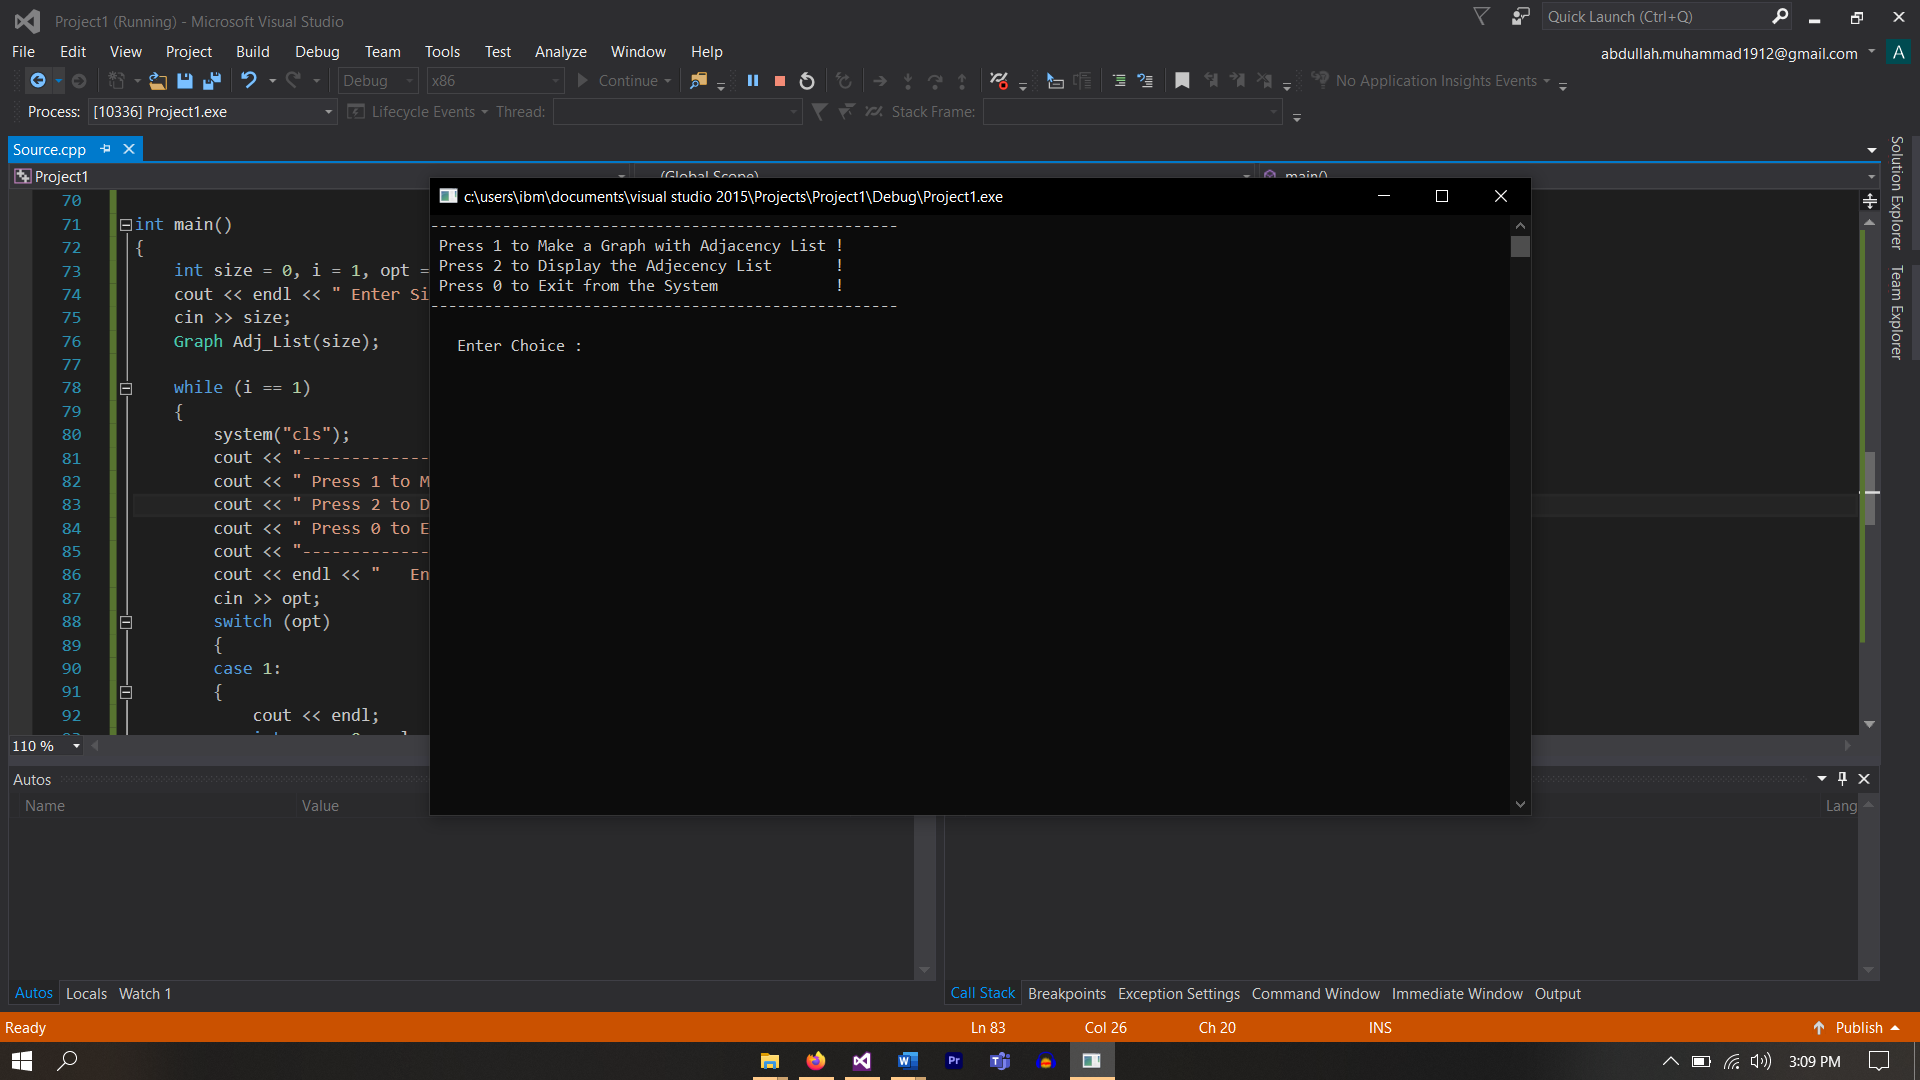 Project1 (Running) - Microsoft Visual Studio
Quick Launch (Ctrl+Q)
File Edit View Project Build Debug Team Tools Test Analyze Window Help
abdullah.muhammad1912@gmail.com A
Debug x86 Continue No Application Insights Events
Process: [10336] Project1.exe Lifecycle Events Thread: Stack Frame:
Source.cpp
Project1 (Global Scope) main()
c:\users\ibm\documents\visual studio 2015\Projects\Project1\Debug\Project1.exe
----------------------------------------------------
Press 1 to Make a Graph with Adjacency List !
Press 2 to Display the Adjecency List !
Press 0 to Exit from the System !
----------------------------------------------------
Enter Choice :
70
71 int main()
72 {
73 int size = 0, i = 1, opt =
74 cout << endl << " Enter Si
75 cin >> size;
76 Graph Adj_List(size);
77
78 while (i == 1)
79 {
80 system("cls");
81 cout << "-------------
82 cout << " Press 1 to M
83 cout << " Press 2 to D
84 cout << " Press 0 to E
85 cout << "-------------
86 cout << endl << "   En
87 cin >> opt;
88 switch (opt)
89 {
90 case 1:
91 {
92 cout << endl;
110 %
Solution Explorer
Team Explorer
Autos
Name Value
Lang
Autos Locals Watch 1
Call Stack Breakpoints Exception Settings Command Window Immediate Window Output
Ready Ln 83 Col 26 Ch 20 INS Publish
Pr
3:09 PM